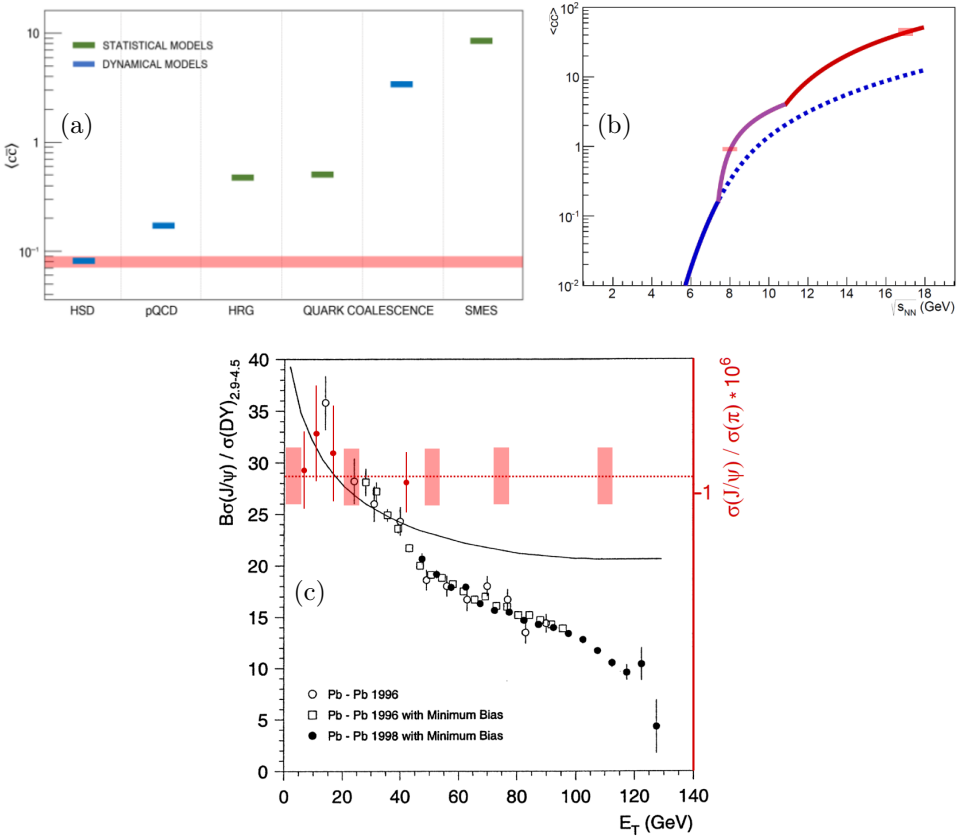 10
1
10⁻¹
⟨cc̄⟩
STATISTICAL MODELS
DYNAMICAL MODELS
(a)
HSD pQCD HRG QUARK COALESCENCE SMES
<cc̄>
10²
10
1
10⁻¹
10⁻²
(b)
2 4 6 8 10 12 14 16 18
√s_NN (GeV)
Bσ(J/ψ) / σ(DY)₂.₉₋₄.₅
40
35
30
25
20
15
10
5
0
(c)
Pb - Pb 1996
Pb - Pb 1996 with Minimum Bias
Pb - Pb 1998 with Minimum Bias
0 20 40 60 80 100 120 140
E_T (GeV)
1
σ(J/ψ) / σ(π) * 10⁶